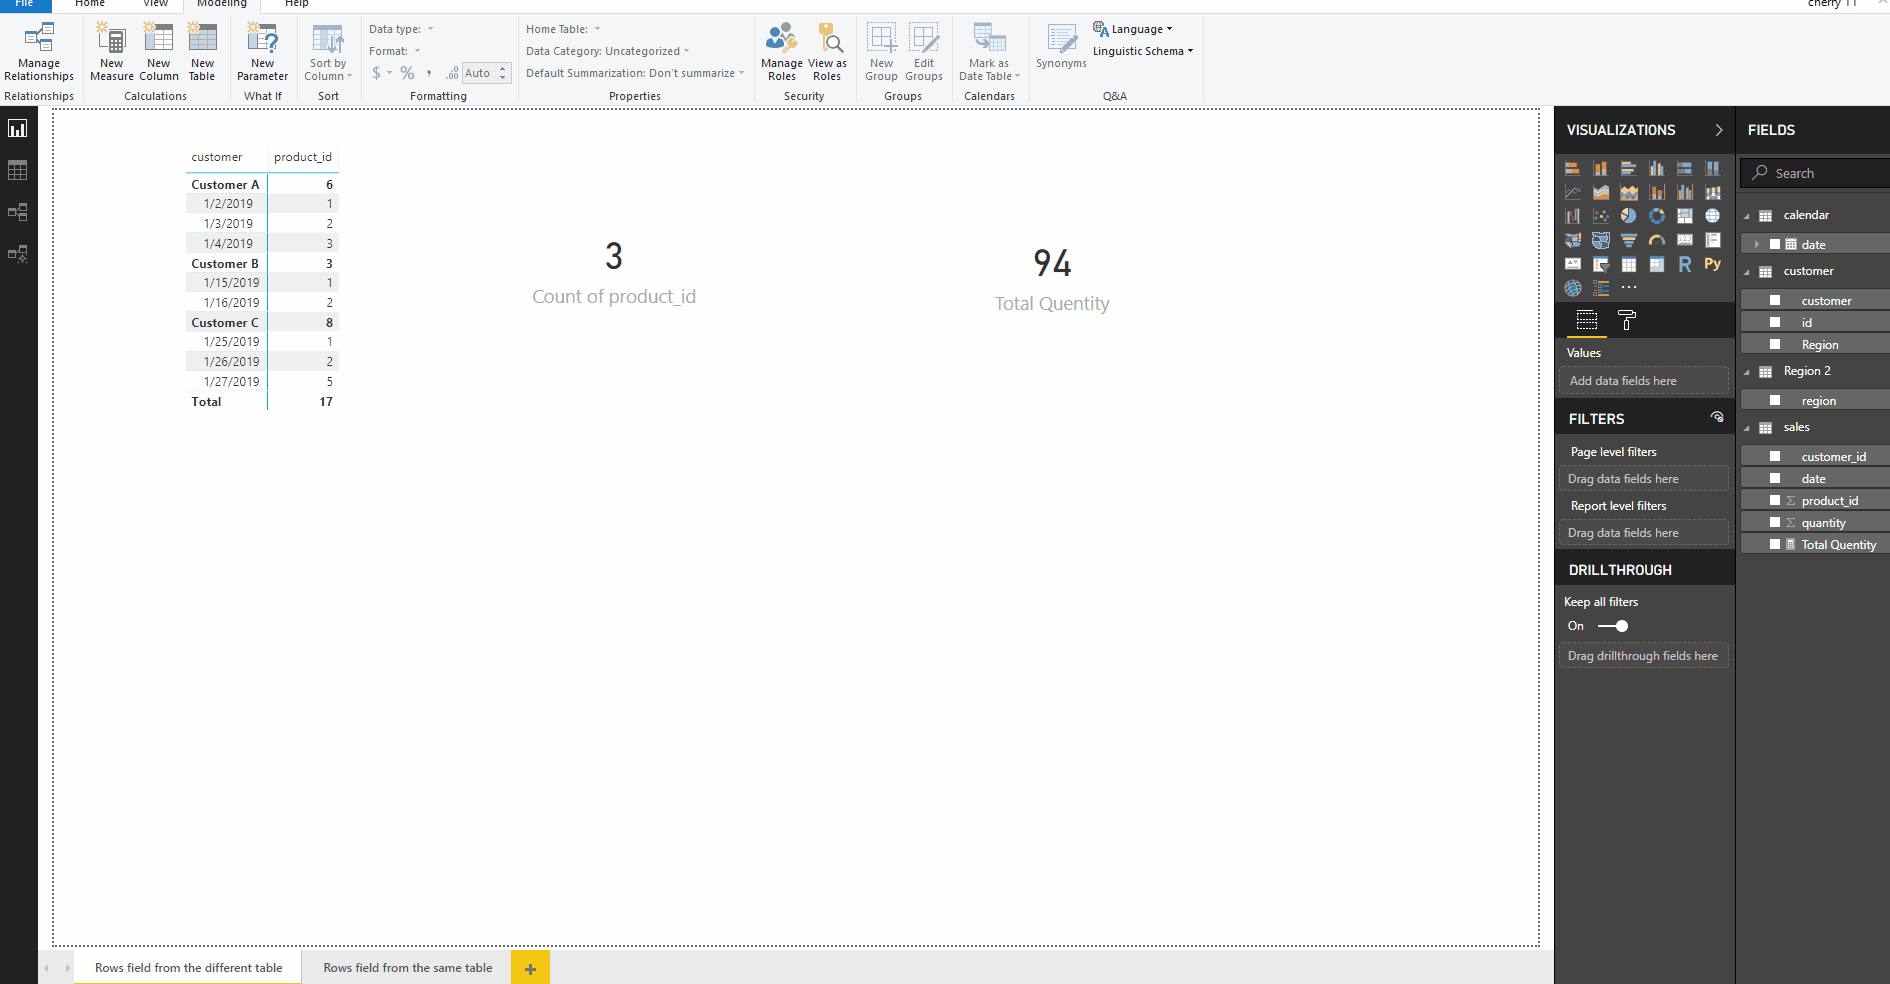 File Home View Modeling Help cherry
Manage Relationships
New Measure
New Column
New Table
New Parameter
Sort by Column
Data type:
Format:
$ % , .00 Auto
Home Table:
Data Category: Uncategorized
Default Summarization: Don't summarize
Manage Roles
View as Roles
New Group
Edit Groups
Mark as Date Table
Synonyms
Language
Linguistic Schema
Relationships Calculations What If Sort Formatting Properties Security Groups Calendars Q&A
customer product_id
Customer A 6
1/2/2019 1
1/3/2019 2
1/4/2019 3
Customer B 3
1/15/2019 1
1/16/2019 2
Customer C 8
1/25/2019 1
1/26/2019 2
1/27/2019 5
Total 17
3
Count of product_id
94
Total Quentity
VISUALIZATIONS
R Py
Values
Add data fields here
FILTERS
Page level filters
Drag data fields here
Report level filters
Drag data fields here
DRILLTHROUGH
Keep all filters
On
Drag drillthrough fields here
FIELDS
Search
calendar
date
customer
customer
id
Region
Region 2
region
sales
customer_id
date
Σ product_id
Σ quantity
Total Quentity
Rows field from the different table
Rows field from the same table
+